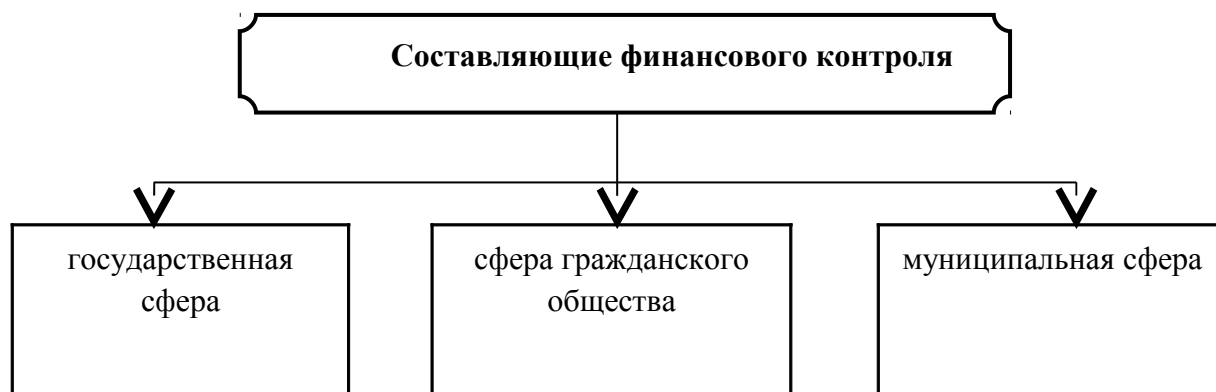 Составляющие финансового контроля
государственная
сфера
сфера гражданского
общества
муниципальная сфера